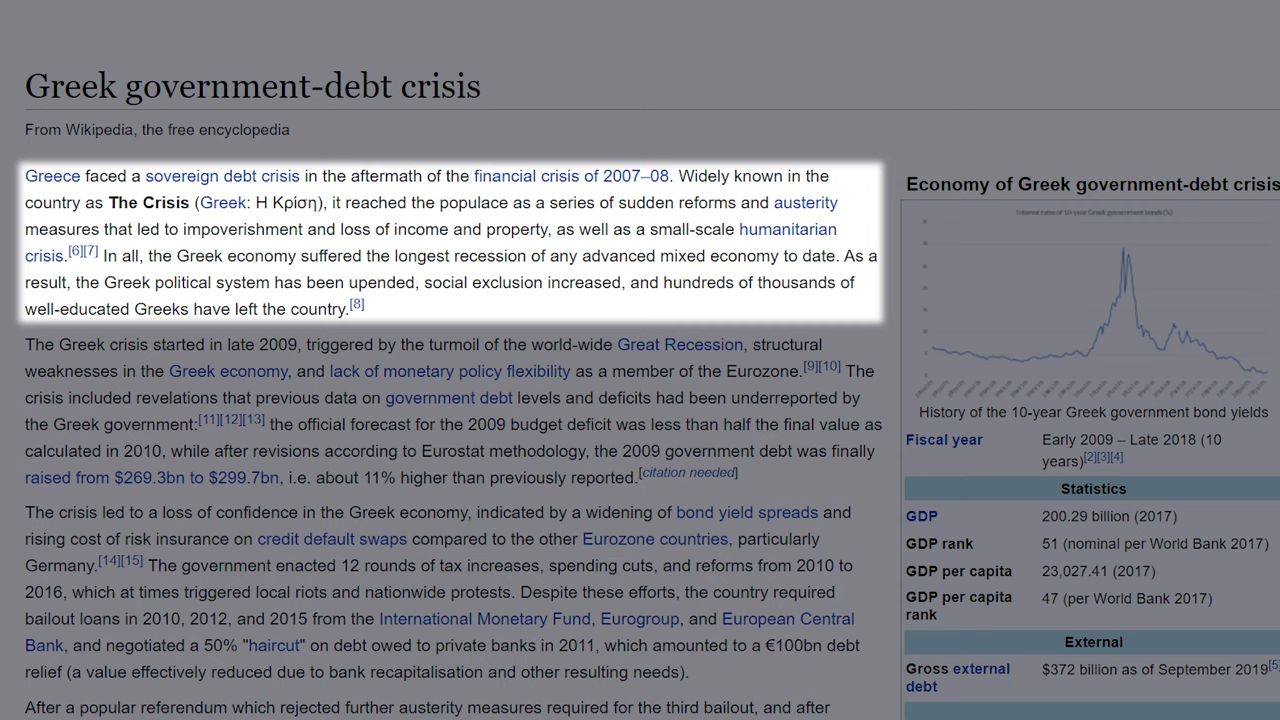 Greek government-debt crisis
From Wikipedia, the free encyclopedia
Greece faced a sovereign debt crisis in the aftermath of the financial crisis of 2007–08. Widely known in the
country as The Crisis (Greek: Η Κρίση), it reached the populace as a series of sudden reforms and austerity
measures that led to impoverishment and loss of income and property, as well as a small-scale humanitarian
crisis.[6][7] In all, the Greek economy suffered the longest recession of any advanced mixed economy to date. As a
result, the Greek political system has been upended, social exclusion increased, and hundreds of thousands of
well-educated Greeks have left the country.[8]
The Greek crisis started in late 2009, triggered by the turmoil of the world-wide Great Recession, structural
weaknesses in the Greek economy, and lack of monetary policy flexibility as a member of the Eurozone.[9][10] The
crisis included revelations that previous data on government debt levels and deficits had been underreported by
the Greek government:[11][12][13] the official forecast for the 2009 budget deficit was less than half the final value as
calculated in 2010, while after revisions according to Eurostat methodology, the 2009 government debt was finally
raised from $269.3bn to $299.7bn, i.e. about 11% higher than previously reported.[citation needed]
The crisis led to a loss of confidence in the Greek economy, indicated by a widening of bond yield spreads and
rising cost of risk insurance on credit default swaps compared to the other Eurozone countries, particularly
Germany.[14][15] The government enacted 12 rounds of tax increases, spending cuts, and reforms from 2010 to
2016, which at times triggered local riots and nationwide protests. Despite these efforts, the country required
bailout loans in 2010, 2012, and 2015 from the International Monetary Fund, Eurogroup, and European Central
Bank, and negotiated a 50% "haircut" on debt owed to private banks in 2011, which amounted to a €100bn debt
relief (a value effectively reduced due to bank recapitalisation and other resulting needs).
After a popular referendum which rejected further austerity measures required for the third bailout, and after
Economy of Greek government-debt crisis
History of the 10-year Greek government bond yields
Fiscal year Early 2009 – Late 2018 (10
years)[2][3][4]
Statistics
GDP 200.29 billion (2017)
GDP rank 51 (nominal per World Bank 2017)
GDP per capita 23,027.41 (2017)
GDP per capita 47 (per World Bank 2017)
rank
External
Gross external $372 billion as of September 2019[5]
debt